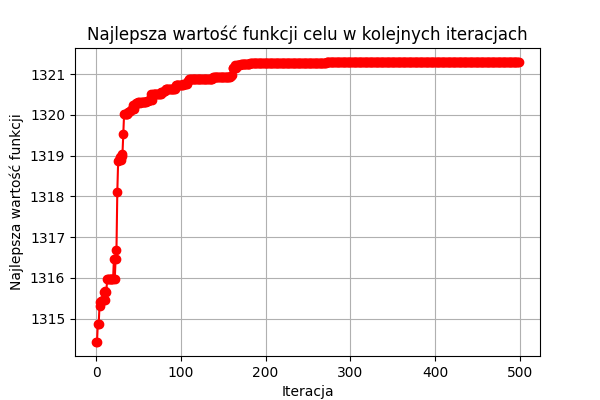 Najlepsza wartość funkcji celu w kolejnych iteracjach
Najlepsza wartość funkcji
1321
1320
1319
1318
1317
1316
1315
0 100 200 300 400 500
Iteracja